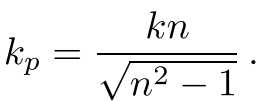 $k_p = \frac{kn}{\sqrt{n^2 - 1}}\,.$